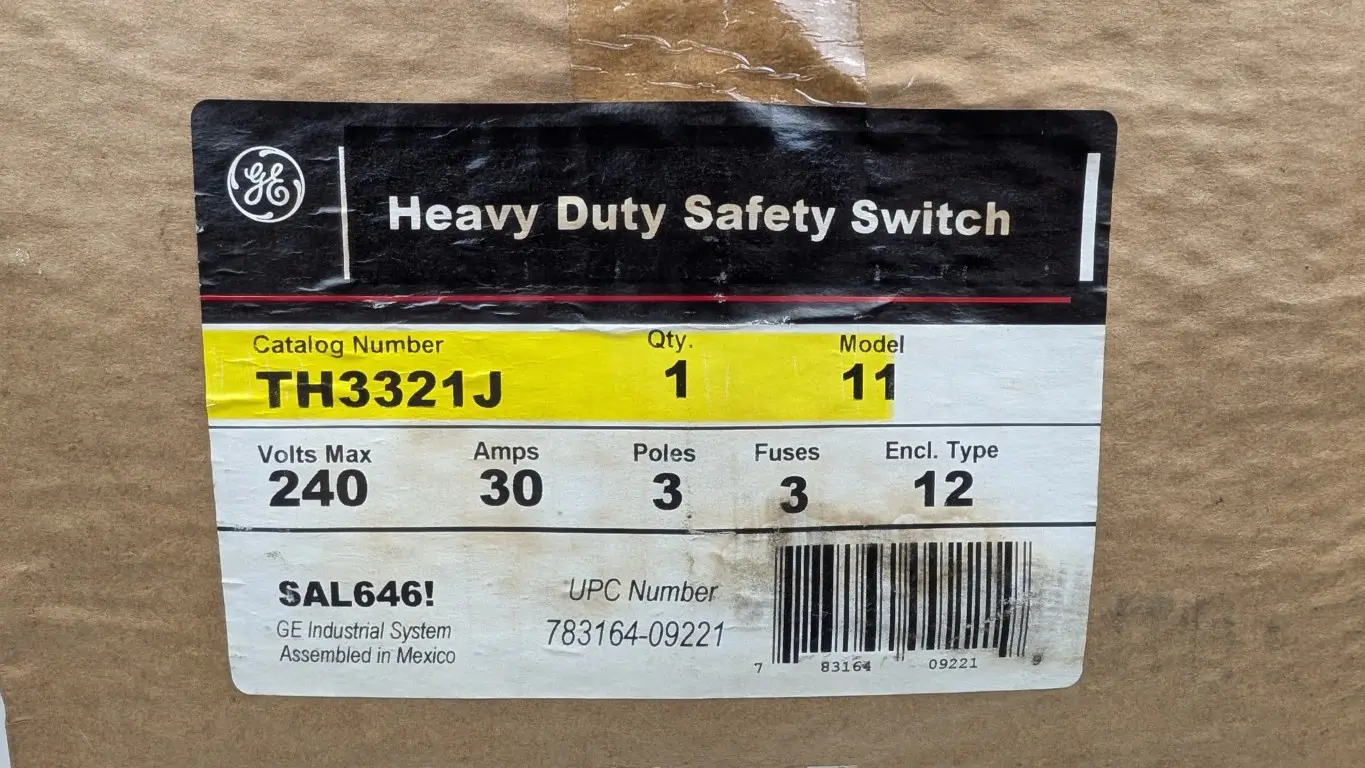 GE
Heavy Duty Safety Switch
Catalog Number Qty. Model
TH3321J 1 11
Volts Max Amps Poles Fuses Encl. Type
240 30 3 3 12
SAL646!
GE Industrial System
Assembled in Mexico
UPC Number
783164-09221
7 83164 09221 9